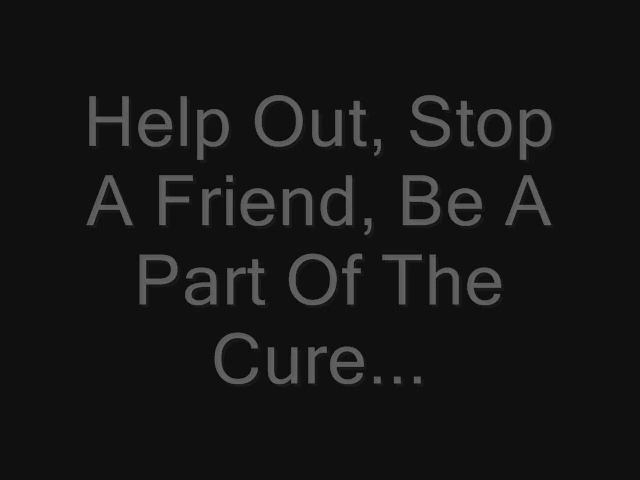 Help Out, Stop
A Friend, Be A
Part Of The
Cure...